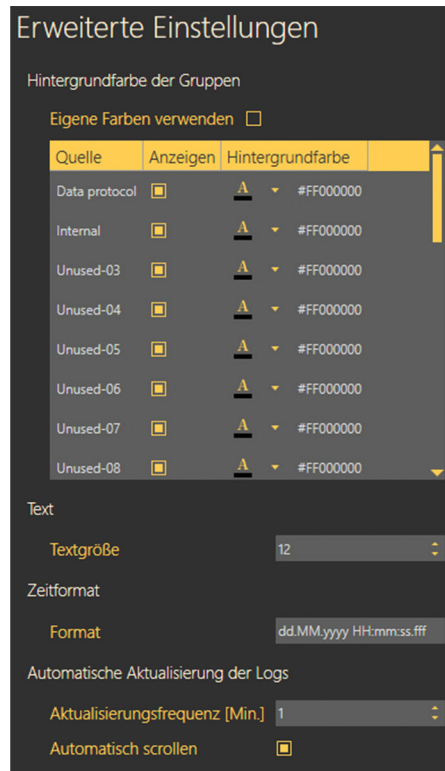 Erweiterte Einstellungen
Hintergrundfarbe der Gruppen
Eigene Farben verwenden
Quelle Anzeigen Hintergrundfarbe
Data protocol A #FF000000
Internal A #FF000000
Unused-03 A #FF000000
Unused-04 A #FF000000
Unused-05 A #FF000000
Unused-06 A #FF000000
Unused-07 A #FF000000
Unused-08 A #FF000000
Text
Textgröße 12
Zeitformat
Format dd.MM.yyyy HH:mm:ss.fff
Automatische Aktualisierung der Logs
Aktualisierungsfrequenz [Min.] 1
Automatisch scrollen